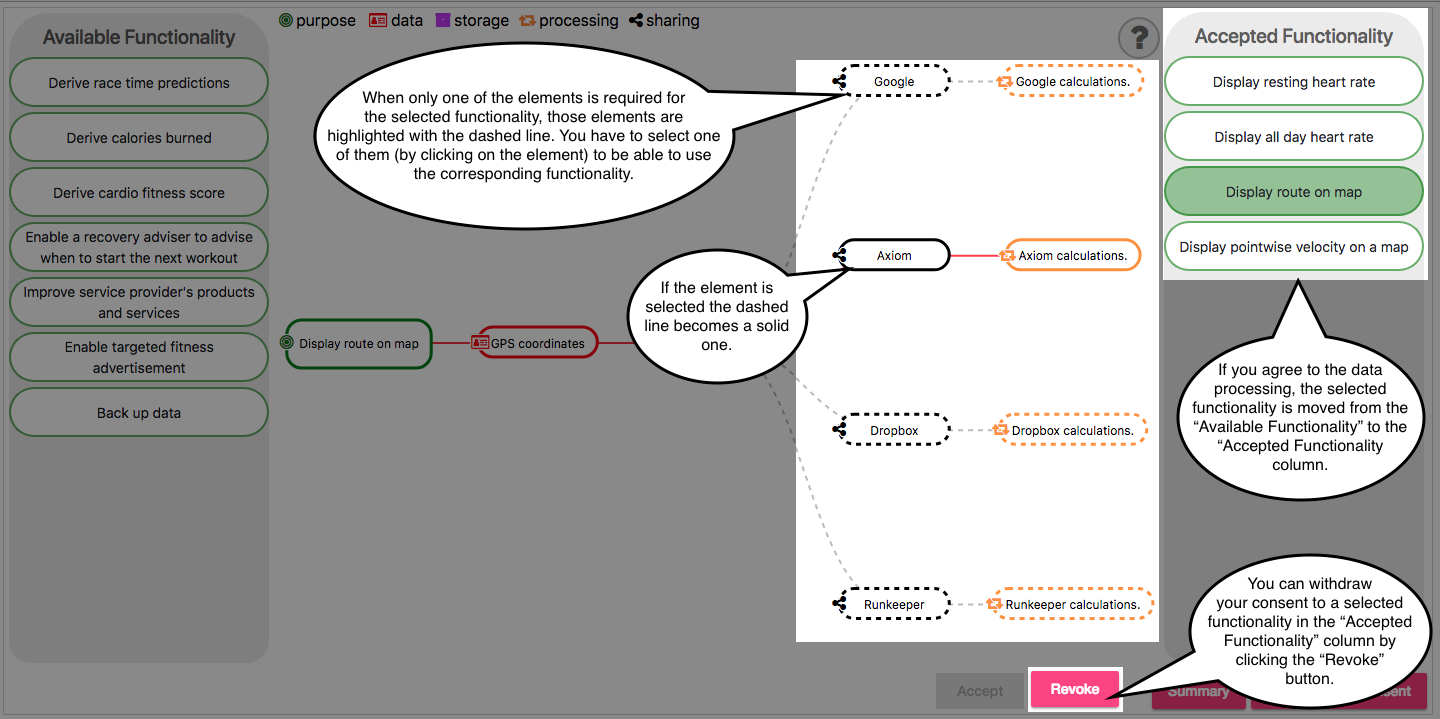 purpose data storage processing sharing
Available Functionality
Derive race time predictions
Derive calories burned
Derive cardio fitness score
Enable a recovery adviser to advise
when to start the next workout
Improve service provider's products
and services
Enable targeted fitness
advertisement
Back up data
When only one of the elements is required for
the selected functionality, those elements are
highlighted with the dashed line. You have to select one
of them (by clicking on the element) to be able to use
the corresponding functionality.
If the element is
selected the dashed
line becomes a solid
one.
Display route on map
GPS coordinates
Google
Google calculations.
Axiom
Axiom calculations.
Dropbox
Dropbox calculations.
Runkeeper
Runkeeper calculations.
?
Accepted Functionality
Display resting heart rate
Display all day heart rate
Display route on map
Display pointwise velocity on a map
If you agree to the data
processing, the selected
functionality is moved from the
“Available Functionality” to the
“Accepted Functionality
column.
You can withdraw
your consent to a selected
functionality in the “Accepted
Functionality” column by
clicking the “Revoke”
button.
Accept
Revoke
Summary